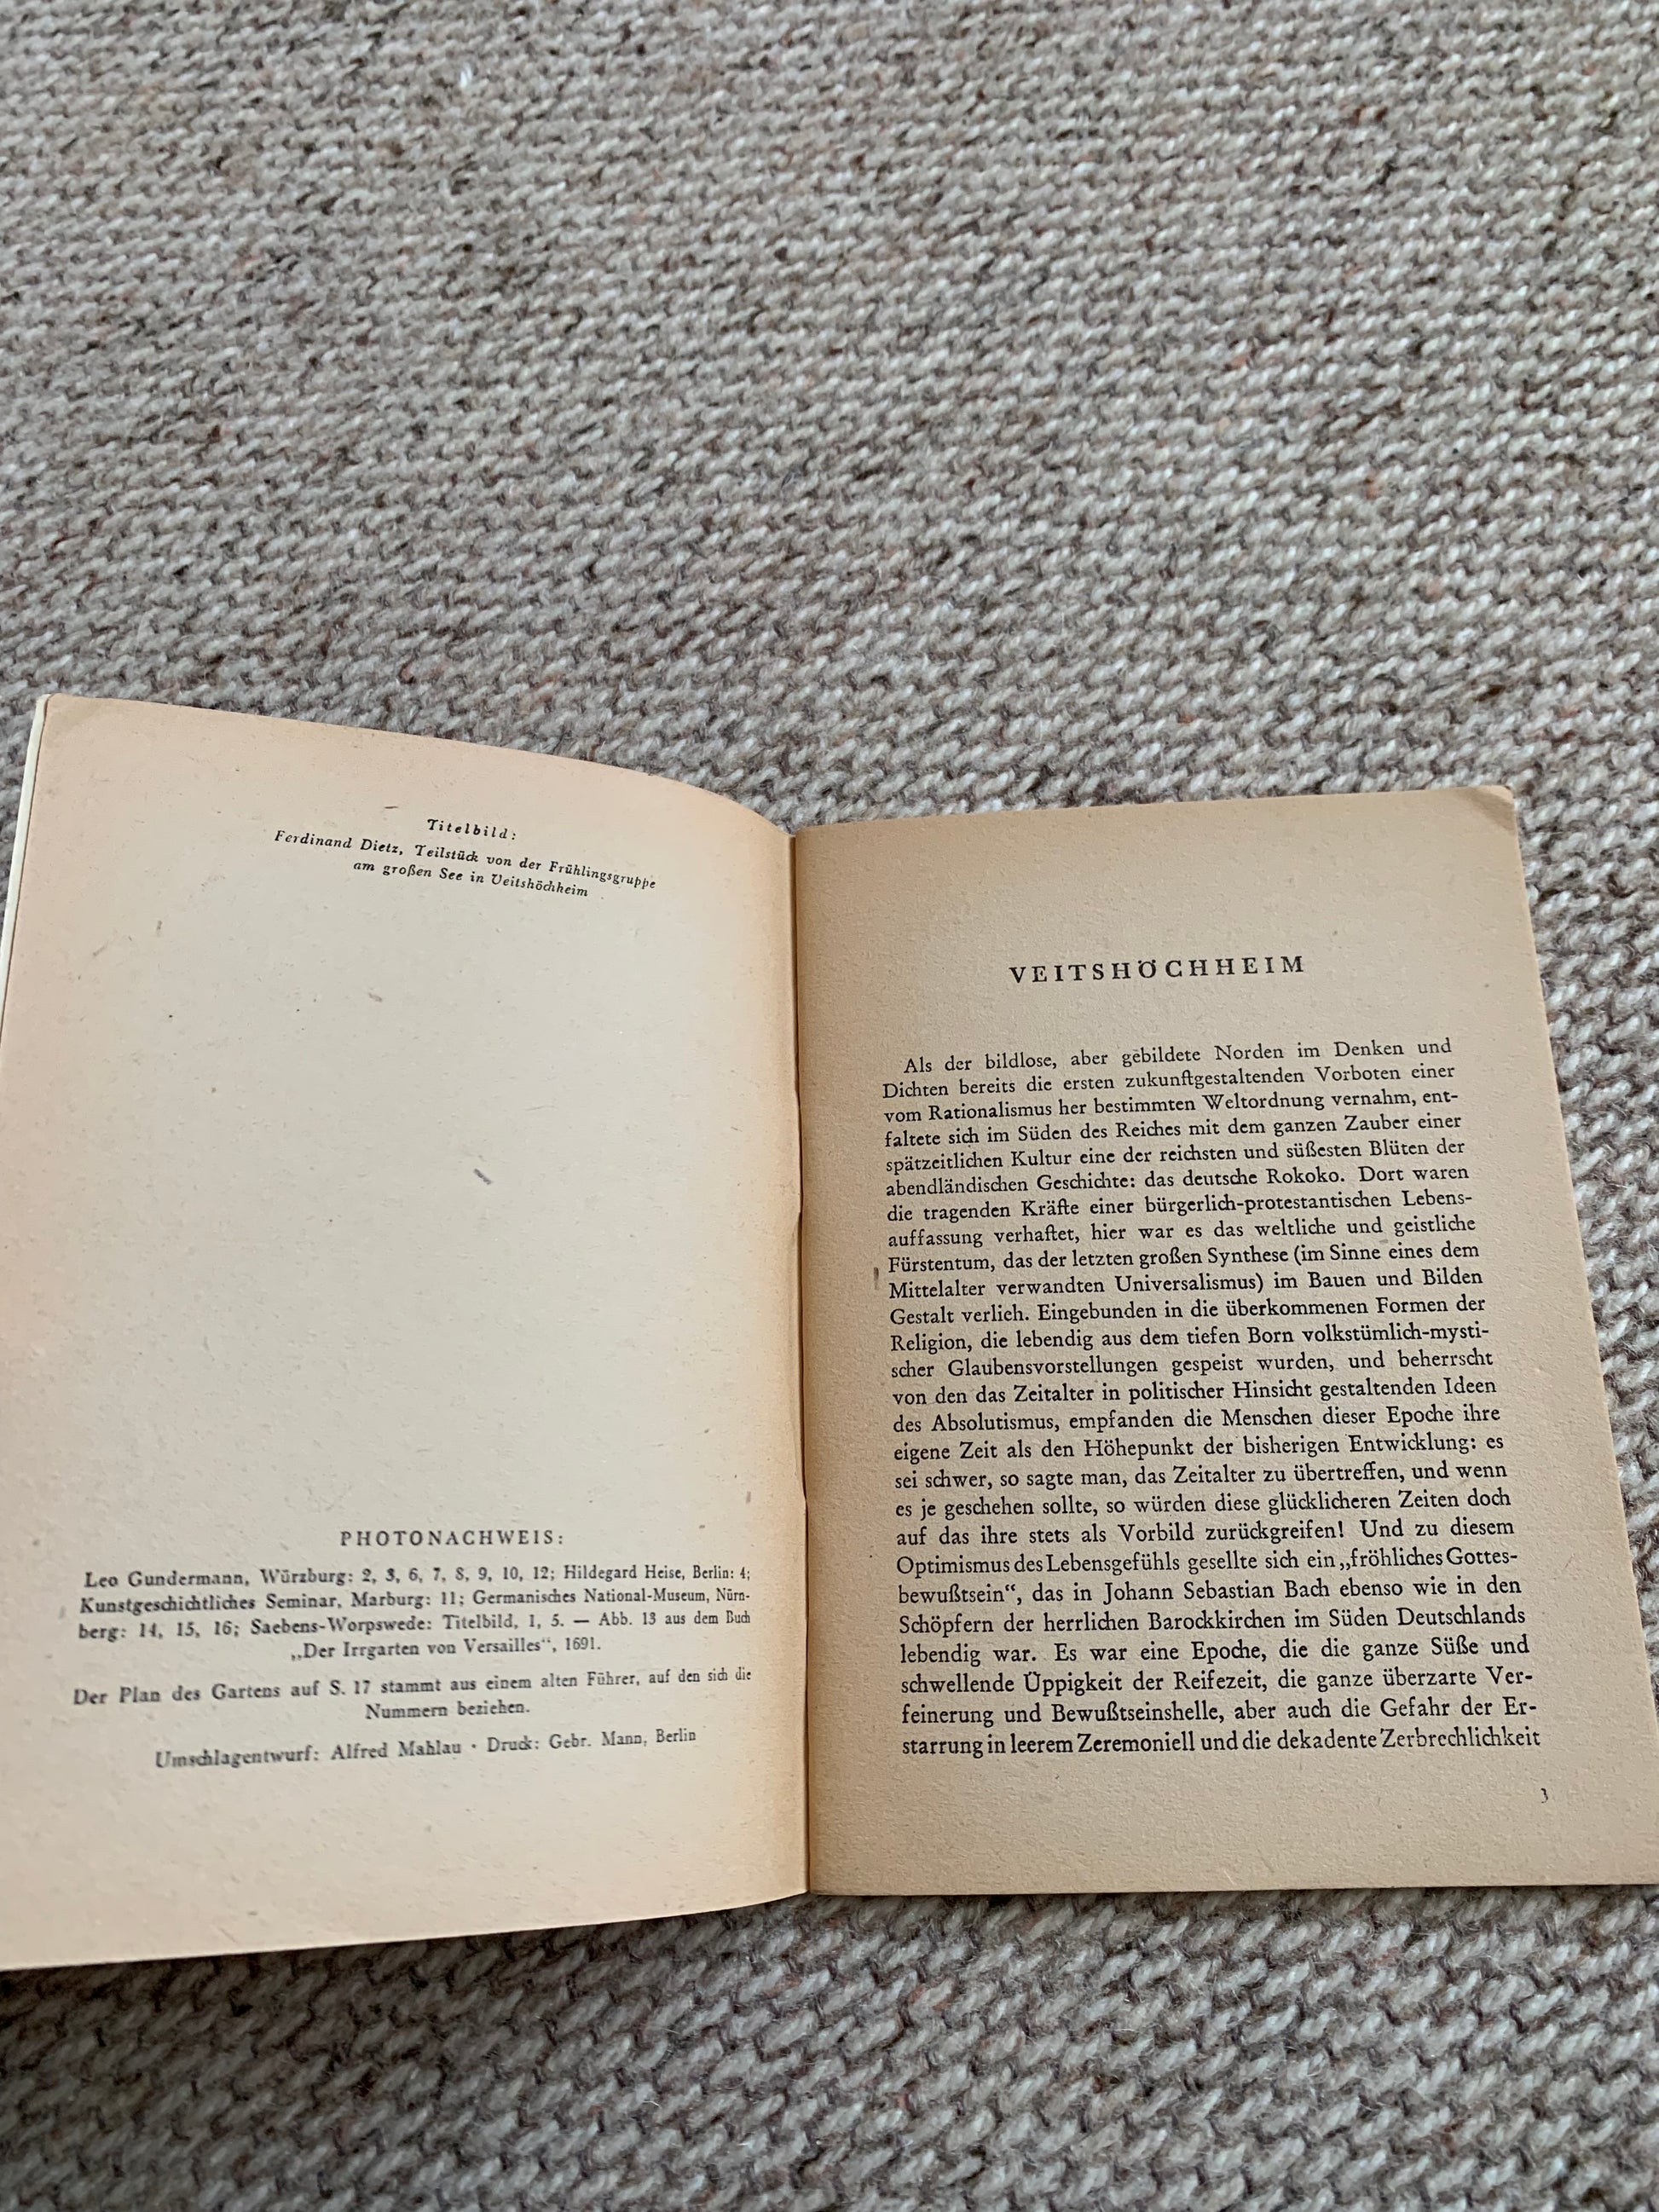 Titelbild:
Ferdinand Dietz, Teilstück von der Frühlingsgruppe
am großen See in Veitshöchheim
PHOTONACHWEIS:
Leo Gundermann, Würzburg: 2, 3, 6, 7, 8, 9, 10, 12; Hildegard Heise, Berlin: 4;
Kunstgeschichtliches Seminar, Marburg: 11; Germanisches National-Museum, Nürn-
berg: 14, 15, 16; Saebens-Worpswede: Titelbild, 1, 5. — Abb. 13 aus dem Buch
„Der Irrgarten von Versailles“, 1691.
Der Plan des Gartens auf S. 17 stammt aus einem alten Führer, auf den sich die
Nummern beziehen.
Umschlagentwurf: Alfred Mahlau · Druck: Gebr. Mann, Berlin
VEITSHÖCHHEIM
Als der bildlose, aber gebildete Norden im Denken und
Dichten bereits die ersten zukunftgestaltenden Vorboten einer
vom Rationalismus her bestimmten Weltordnung vernahm, ent-
faltete sich im Süden des Reiches mit dem ganzen Zauber einer
spätzeitlichen Kultur eine der reichsten und süßesten Blüten der
abendländischen Geschichte: das deutsche Rokoko. Dort waren
die tragenden Kräfte einer bürgerlich-protestantischen Lebens-
auffassung verhaftet, hier war es das weltliche und geistliche
Fürstentum, das der letzten großen Synthese (im Sinne eines dem
Mittelalter verwandten Universalismus) im Bauen und Bilden
Gestalt verlich. Eingebunden in die überkommenen Formen der
Religion, die lebendig aus dem tiefen Born volkstümlich-mysti-
scher Glaubensvorstellungen gespeist wurden, und beherrscht
von den das Zeitalter in politischer Hinsicht gestaltenden Ideen
des Absolutismus, empfanden die Menschen dieser Epoche ihre
eigene Zeit als den Höhepunkt der bisherigen Entwicklung: es
sei schwer, so sagte man, das Zeitalter zu übertreffen, und wenn
es je geschehen sollte, so würden diese glücklicheren Zeiten doch
auf das ihre stets als Vorbild zurückgreifen! Und zu diesem
Optimismus des Lebensgefühls gesellte sich ein „fröhliches Gottes-
bewußtsein“, das in Johann Sebastian Bach ebenso wie in den
Schöpfern der herrlichen Barockkirchen im Süden Deutschlands
lebendig war. Es war eine Epoche, die die ganze Süße und
schwellende Üppigkeit der Reifezeit, die ganze überzarte Ver-
feinerung und Bewußtseinshelle, aber auch die Gefahr der Er-
starrung in leerem Zeremoniell und die dekadente Zerbrechlichkeit
3